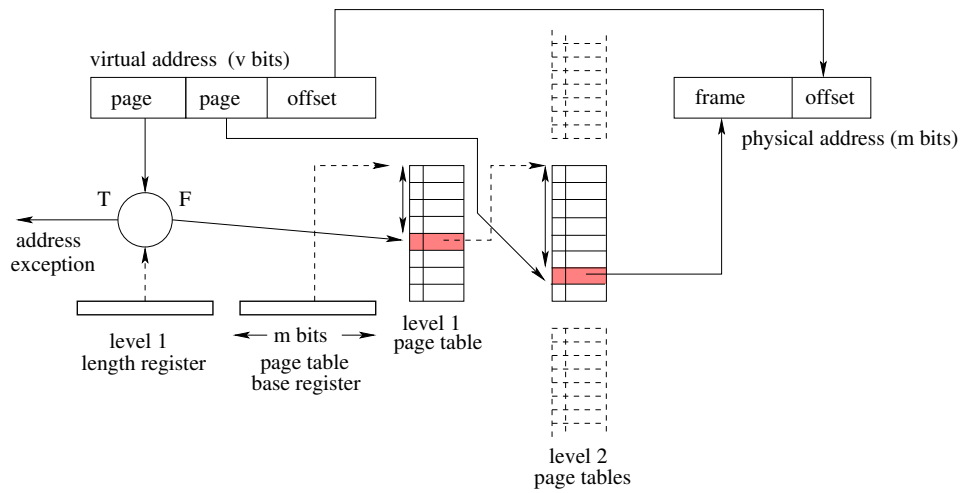 virtual address (v bits)
page
page
offset
frame
offset
physical address (m bits)
T
F
address
exception
level 1
length register
m bits
page table
base register
level 1
page table
level 2
page tables